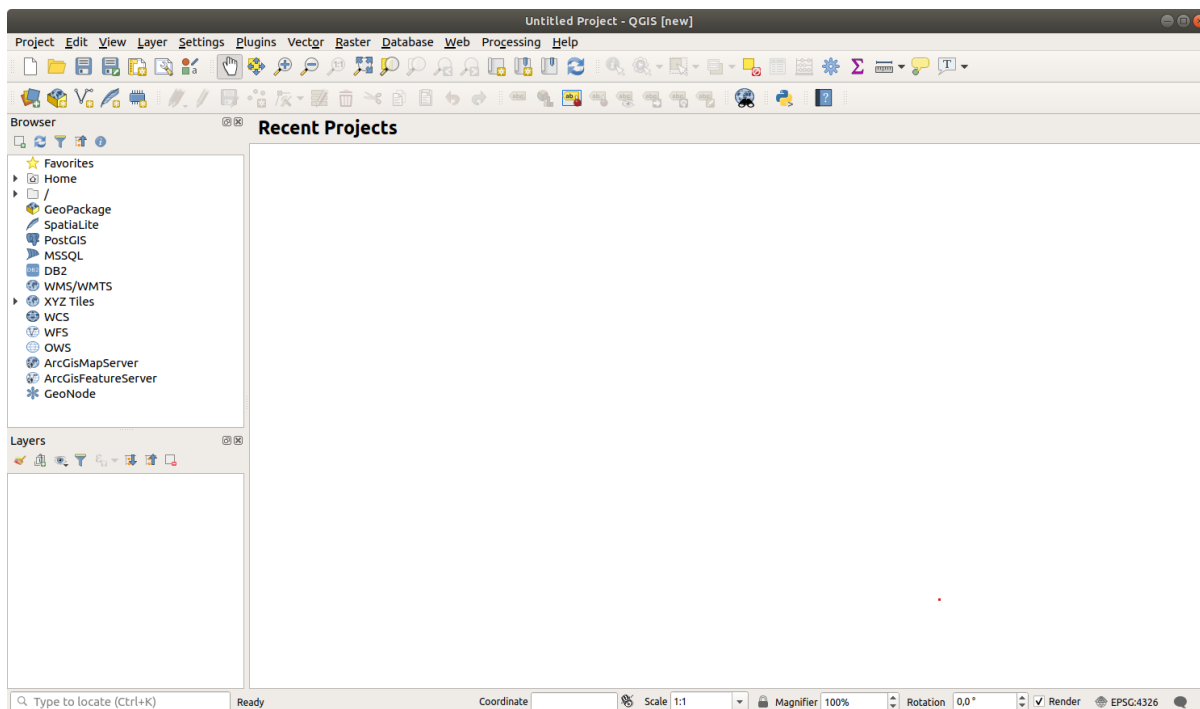 Untitled Project - QGIS [new]
Project Edit View Layer Settings Plugins Vector Raster Database Web Processing Help
Browser
Recent Projects
Favorites
Home
/
GeoPackage
SpatiaLite
PostGIS
MSSQL
DB2
WMS/WMTS
XYZ Tiles
WCS
WFS
OWS
ArcGisMapServer
ArcGisFeatureServer
GeoNode
Layers
Type to locate (Ctrl+K) Ready Coordinate Scale 1:1 Magnifier 100% Rotation 0,0 ° Render EPSG:4326